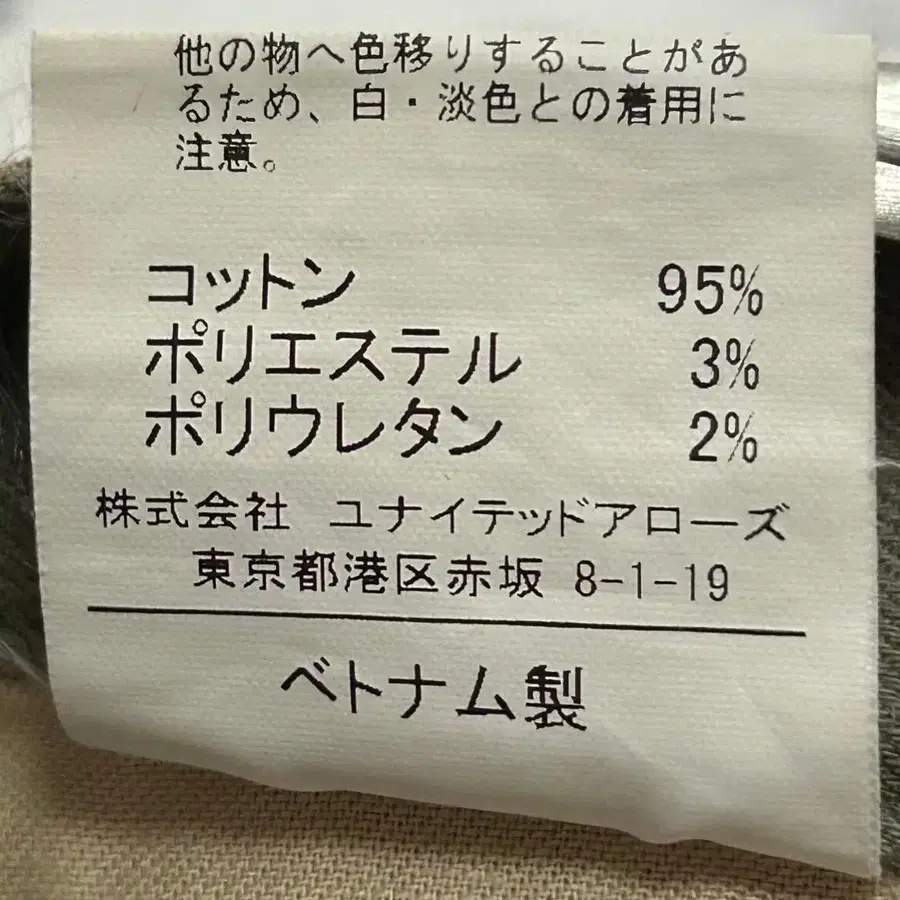 他の物へ色移りすることがあ
るため、白・淡色との着用に
注意。
コットン 95%
ポリエステル 3%
ポリウレタン 2%
株式会社 ユナイテッドアローズ
東京都港区赤坂 8-1-19
ベトナム製